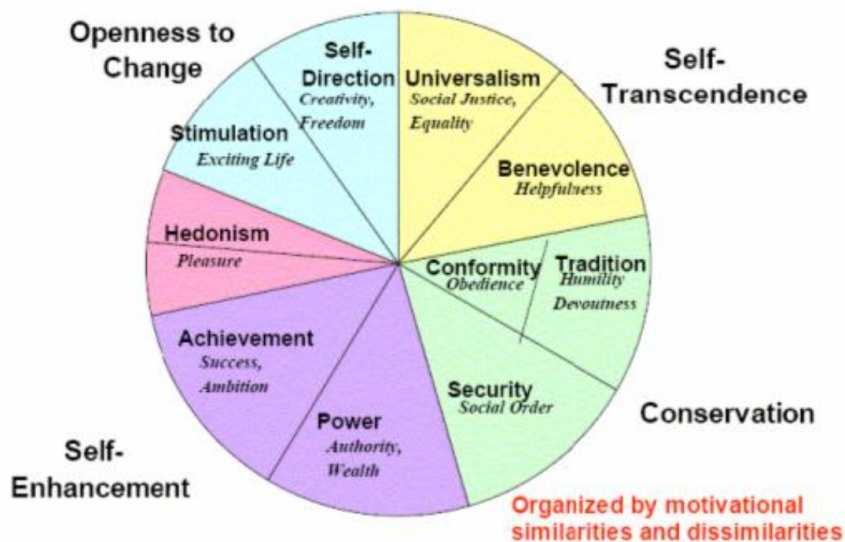 Openness to
Change
Self-
Direction
Creativity,
Freedom
Universalism
Social Justice,
Equality
Self-
Transcendence
Stimulation
Exciting Life
Benevolence
Helpfulness
Hedonism
Pleasure
Conformity
Obedience
Tradition
Humility
Devoutness
Achievement
Success,
Ambition
Security
Social Order
Power
Authority,
Wealth
Conservation
Self-
Enhancement
Organized by motivational
similarities and dissimilarities